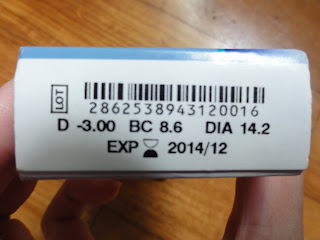 LOT
2862538943120016
D -3.00 BC 8.6 DIA 14.2
EXP 2014/12